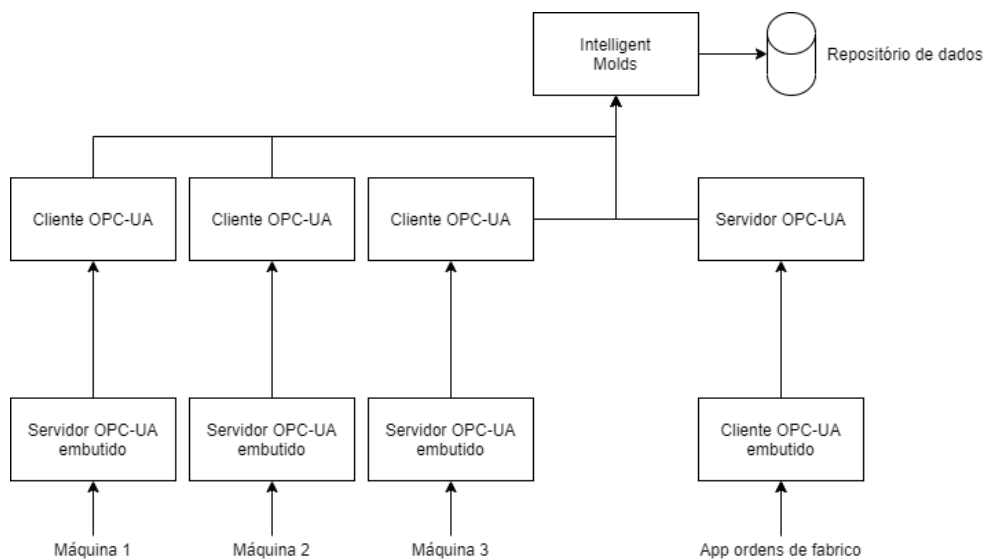 Intelligent
Molds
Repositório de dados
Cliente OPC-UA
Cliente OPC-UA
Cliente OPC-UA
Servidor OPC-UA
Servidor OPC-UA
embutido
Servidor OPC-UA
embutido
Servidor OPC-UA
embutido
Cliente OPC-UA
embutido
Máquina 1
Máquina 2
Máquina 3
App ordens de fabrico